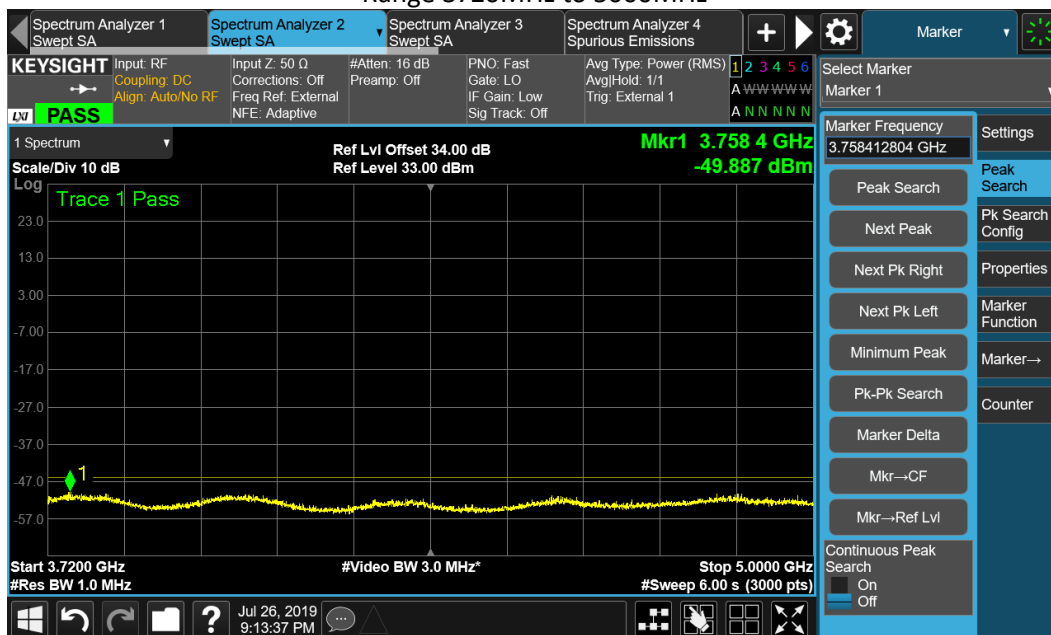 Range 3720MHz to 5000MHz
Spectrum Analyzer 1
Swept SA
Spectrum Analyzer 2
Swept SA
Spectrum Analyzer 3
Swept SA
Spectrum Analyzer 4
Spurious Emissions
+
Marker
KEYSIGHT
LXI
PASS
Input: RF
Coupling: DC
Align: Auto/No RF
Input Z: 50 Ω
Corrections: Off
Freq Ref: External
NFE: Adaptive
#Atten: 16 dB
Preamp: Off
PNO: Fast
Gate: LO
IF Gain: Low
Sig Track: Off
Avg Type: Power (RMS)
Avg|Hold: 1/1
Trig: External 1
1 2 3 4 5 6
A W W W W W
A N N N N N
Select Marker
Marker 1
1 Spectrum
Scale/Div 10 dB
Ref Lvl Offset 34.00 dB
Ref Level 33.00 dBm
Mkr1 3.758 4 GHz
-49.887 dBm
Log
Trace 1 Pass
23.0
13.0
3.00
-7.00
-17.0
-27.0
-37.0
-47.0
-57.0
1
Start 3.7200 GHz
#Res BW 1.0 MHz
#Video BW 3.0 MHz*
Stop 5.0000 GHz
#Sweep 6.00 s (3000 pts)
Marker Frequency
3.758412804 GHz
Peak Search
Next Peak
Next Pk Right
Next Pk Left
Minimum Peak
Pk-Pk Search
Marker Delta
Mkr→CF
Mkr→Ref Lvl
Continuous Peak
Search
On
Off
Settings
Peak
Search
Pk Search
Config
Properties
Marker
Function
Marker→
Counter
?
Jul 26, 2019
9:13:37 PM